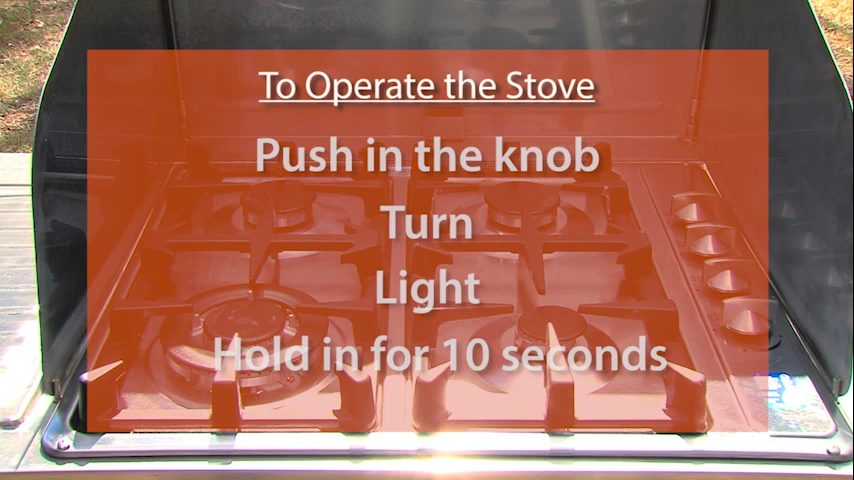 To Operate the Stove
Push in the knob
Turn
Light
Hold in for 10 seconds